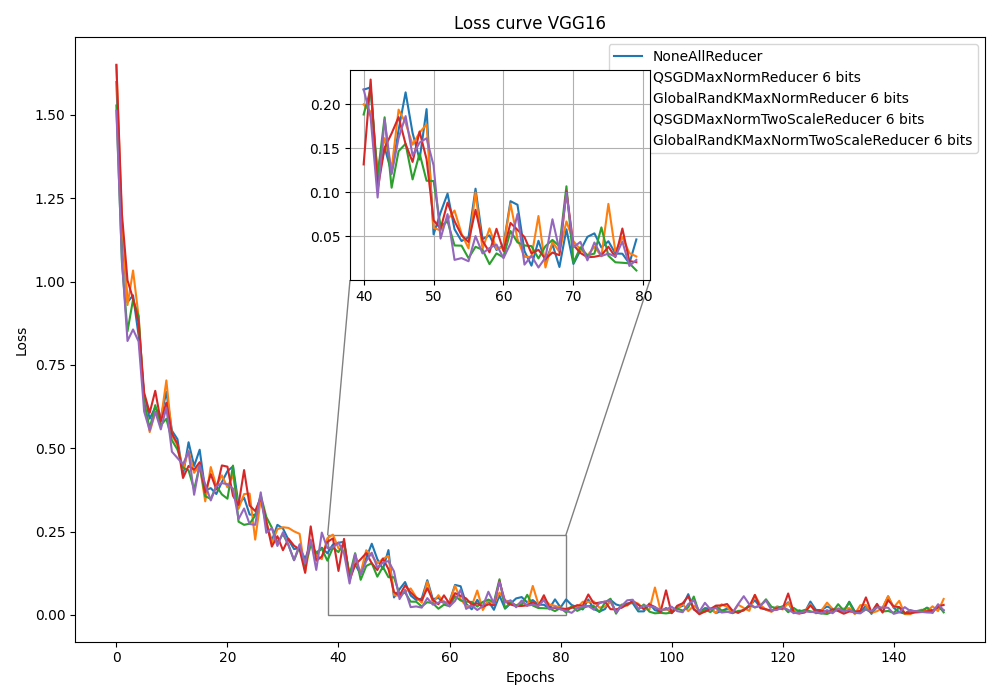 Loss curve VGG16
NoneAllReducer
QSGDMaxNormReducer 6 bits
GlobalRandKMaxNormReducer 6 bits
QSGDMaxNormTwoScaleReducer 6 bits
GlobalRandKMaxNormTwoScaleReducer 6 bits
0.20
0.15
0.10
0.05
40 50 60 70 80
Loss
1.50
1.25
1.00
0.75
0.50
0.25
0.00
0 20 40 60 80 100 120 140
Epochs